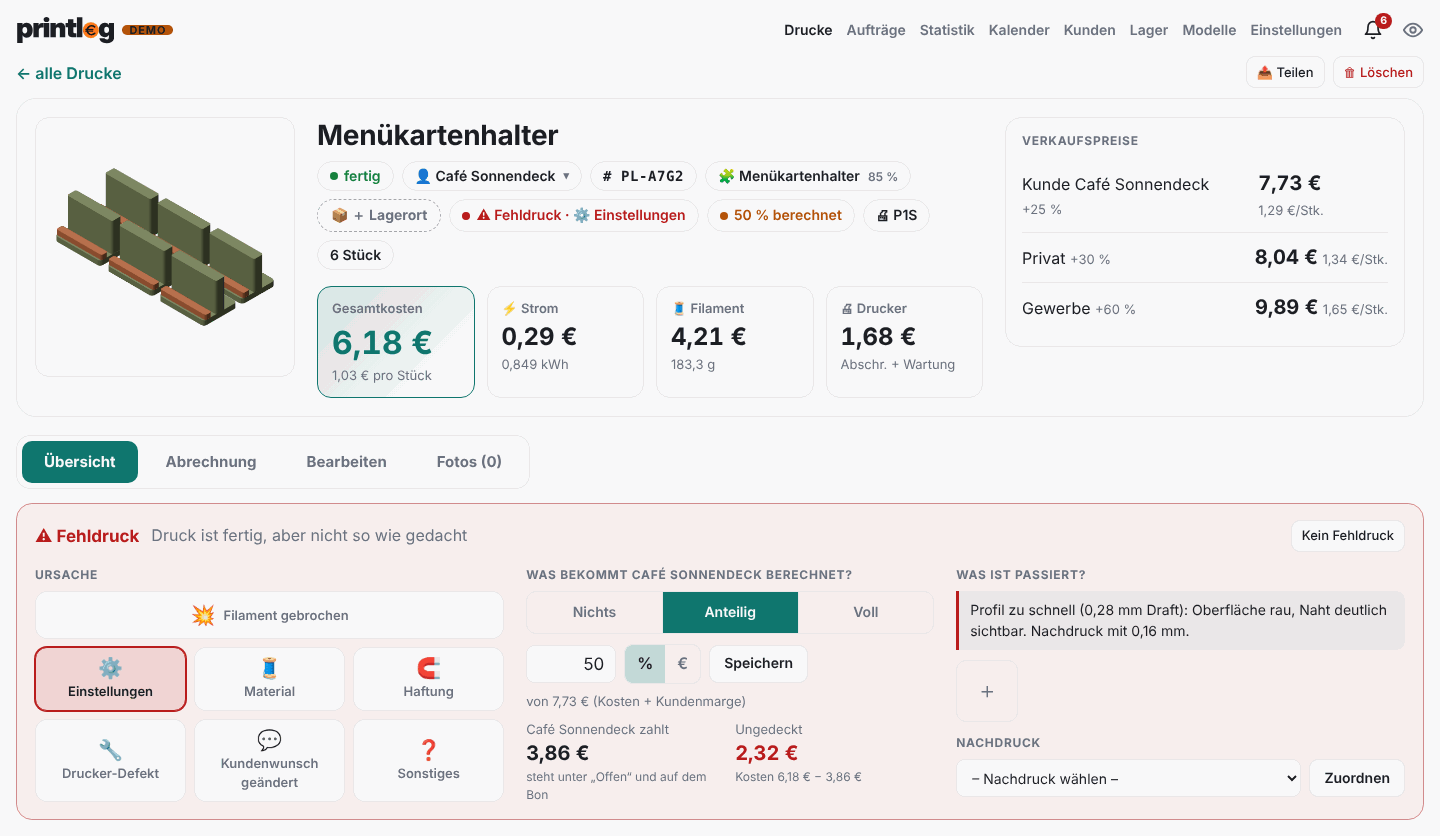 printl€g DEMO
Drucke Aufträge Statistik Kalender Kunden Lager Modelle Einstellungen 6
← alle Drucke
Teilen Löschen
Menükartenhalter
fertig Café Sonnendeck ▾ # PL-A7G2 Menükartenhalter 85 %
+ Lagerort Fehldruck · Einstellungen 50 % berechnet P1S
6 Stück
Gesamtkosten
6,18 €
1,03 € pro Stück
Strom
0,29 €
0,849 kWh
Filament
4,21 €
183,3 g
Drucker
1,68 €
Abschr. + Wartung
VERKAUFSPREISE
Kunde Café Sonnendeck 7,73 €
+25 % 1,29 €/Stk.
Privat +30 % 8,04 € 1,34 €/Stk.
Gewerbe +60 % 9,89 € 1,65 €/Stk.
Übersicht Abrechnung Bearbeiten Fotos (0)
Fehldruck Druck ist fertig, aber nicht so wie gedacht
Kein Fehldruck
URSACHE
Filament gebrochen
Einstellungen Material Haftung
Drucker-Defekt Kundenwunsch geändert Sonstiges
WAS BEKOMMT CAFÉ SONNENDECK BERECHNET?
Nichts Anteilig Voll
50 % € Speichern
von 7,73 € (Kosten + Kundenmarge)
Café Sonnendeck zahlt
3,86 €
steht unter „Offen“ und auf dem
Bon
Ungedeckt
2,32 €
Kosten 6,18 € − 3,86 €
WAS IST PASSIERT?
Profil zu schnell (0,28 mm Draft): Oberfläche rau, Naht deutlich
sichtbar. Nachdruck mit 0,16 mm.
+
NACHDRUCK
– Nachdruck wählen – Zuordnen